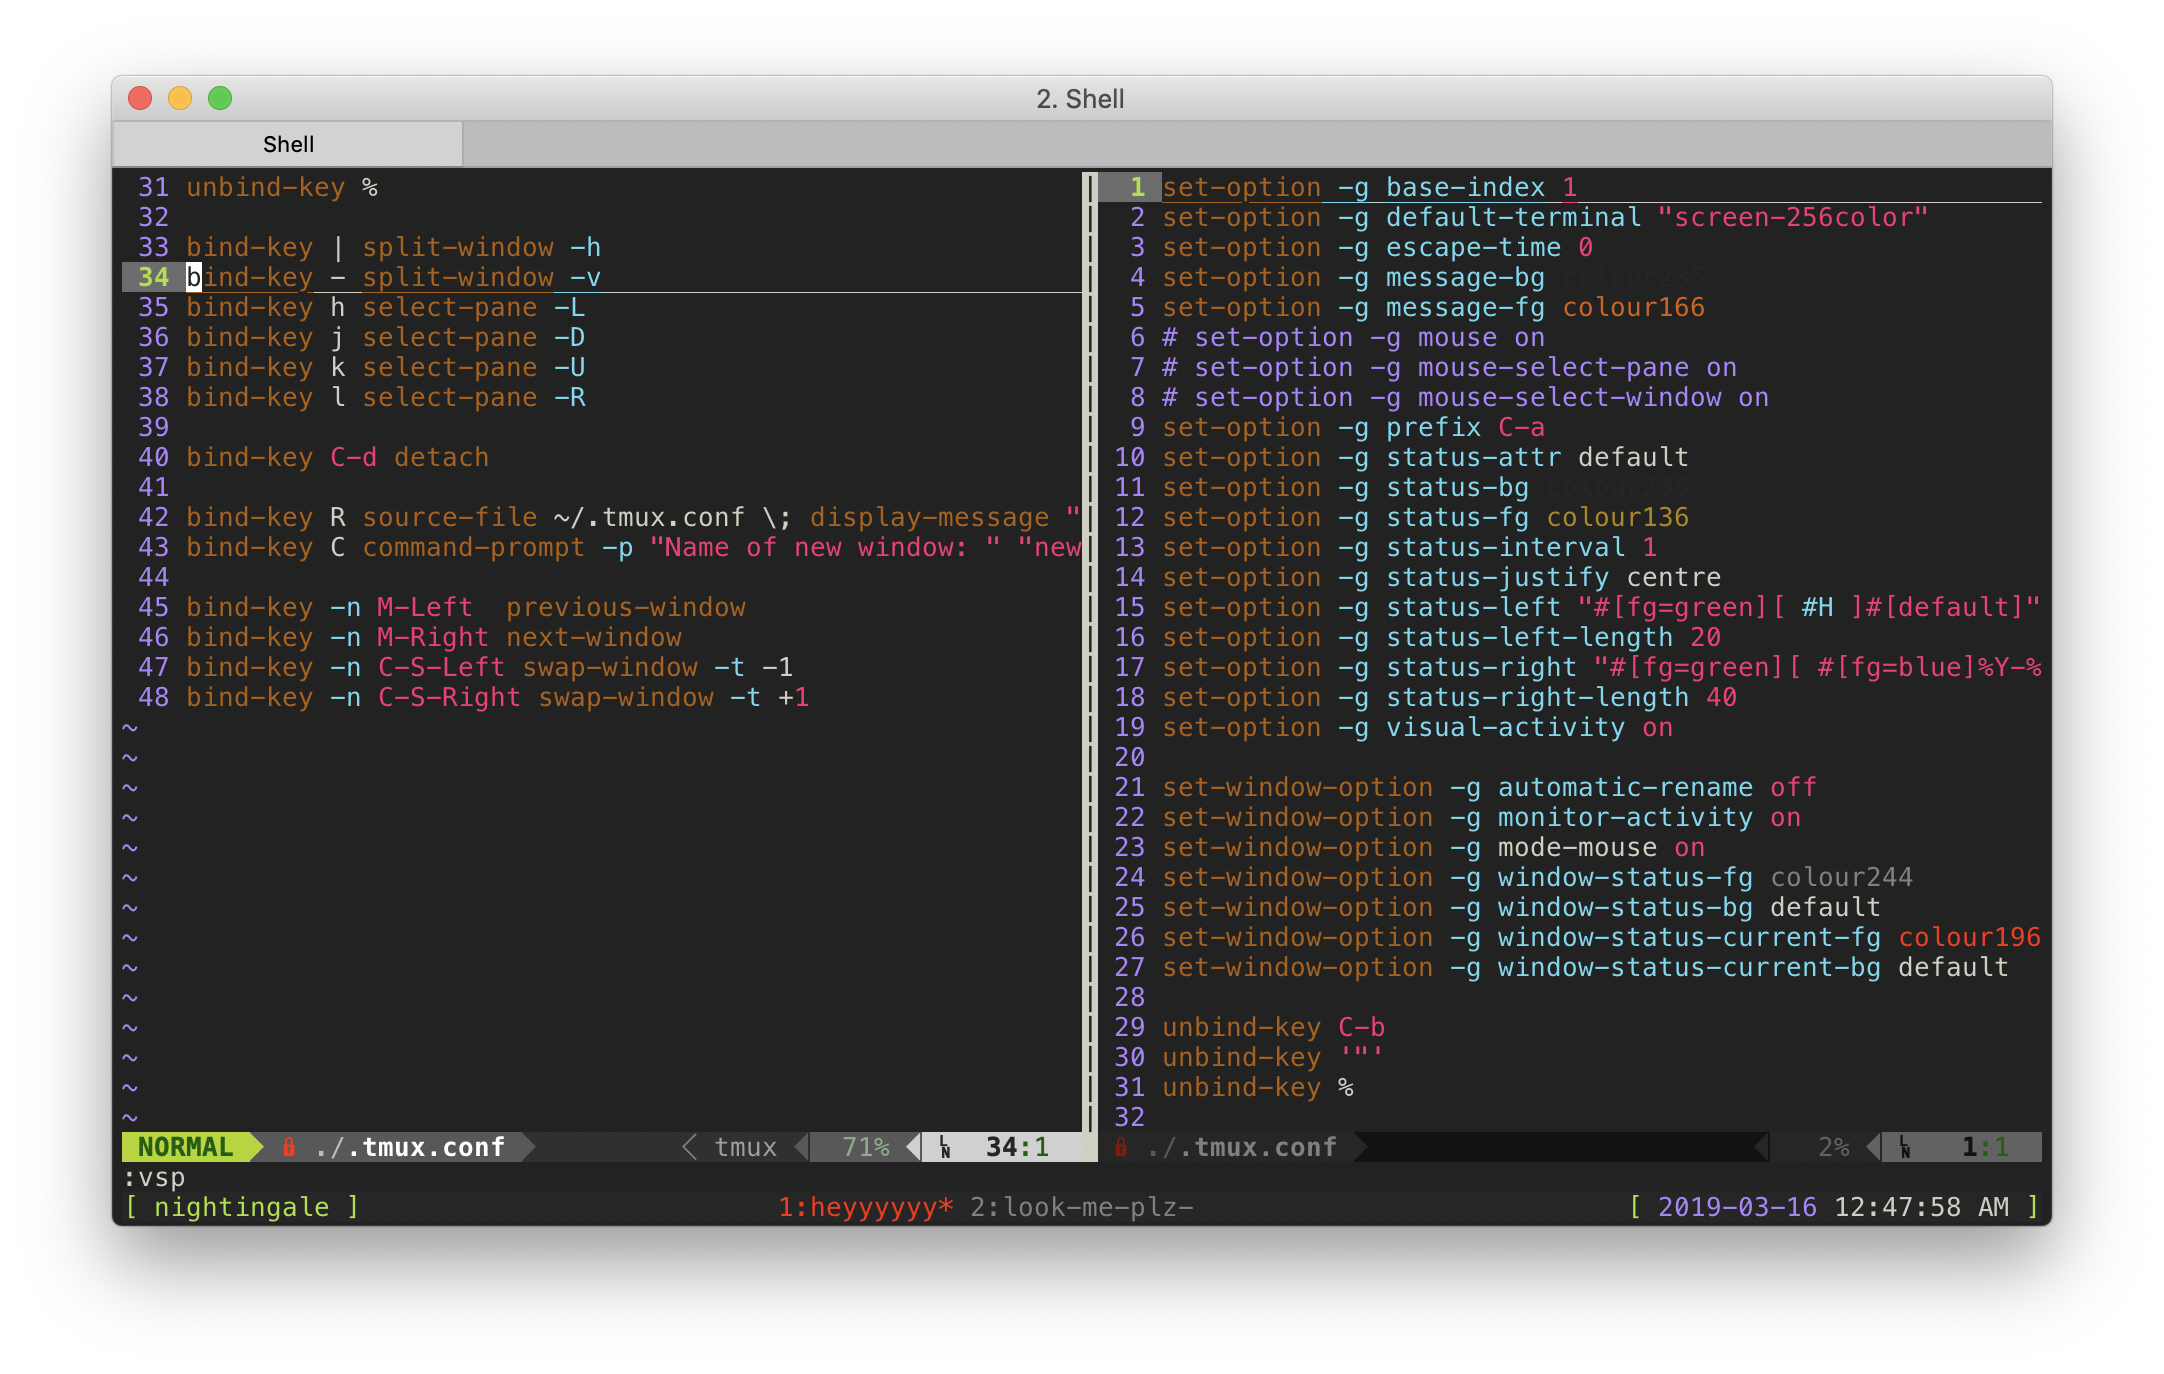 2. Shell
Shell
31 unbind-key %
32
33 bind-key | split-window -h
34 bind-key - split-window -v
35 bind-key h select-pane -L
36 bind-key j select-pane -D
37 bind-key k select-pane -U
38 bind-key l select-pane -R
39
40 bind-key C-d detach
41
42 bind-key R source-file ~/.tmux.conf \; display-message "
43 bind-key C command-prompt -p "Name of new window: " "new
44
45 bind-key -n M-Left  previous-window
46 bind-key -n M-Right next-window
47 bind-key -n C-S-Left swap-window -t -1
48 bind-key -n C-S-Right swap-window -t +1
~
~
~
~
~
~
~
~
~
~
~
~
~
~
NORMAL ./.tmux.conf tmux 71% LN 34:1
1 set-option -g base-index 1
2 set-option -g default-terminal "screen-256color"
3 set-option -g escape-time 0
4 set-option -g message-bg colour235
5 set-option -g message-fg colour166
6 # set-option -g mouse on
7 # set-option -g mouse-select-pane on
8 # set-option -g mouse-select-window on
9 set-option -g prefix C-a
10 set-option -g status-attr default
11 set-option -g status-bg colour235
12 set-option -g status-fg colour136
13 set-option -g status-interval 1
14 set-option -g status-justify centre
15 set-option -g status-left "#[fg=green][ #H ]#[default]"
16 set-option -g status-left-length 20
17 set-option -g status-right "#[fg=green][ #[fg=blue]%Y-%
18 set-option -g status-right-length 40
19 set-option -g visual-activity on
20
21 set-window-option -g automatic-rename off
22 set-window-option -g monitor-activity on
23 set-window-option -g mode-mouse on
24 set-window-option -g window-status-fg colour244
25 set-window-option -g window-status-bg default
26 set-window-option -g window-status-current-fg colour196
27 set-window-option -g window-status-current-bg default
28
29 unbind-key C-b
30 unbind-key '"'
31 unbind-key %
32
./.tmux.conf 2% LN 1:1
:vsp
[ nightingale ] 1:heyyyyyy* 2:look-me-plz- [ 2019-03-16 12:47:58 AM ]